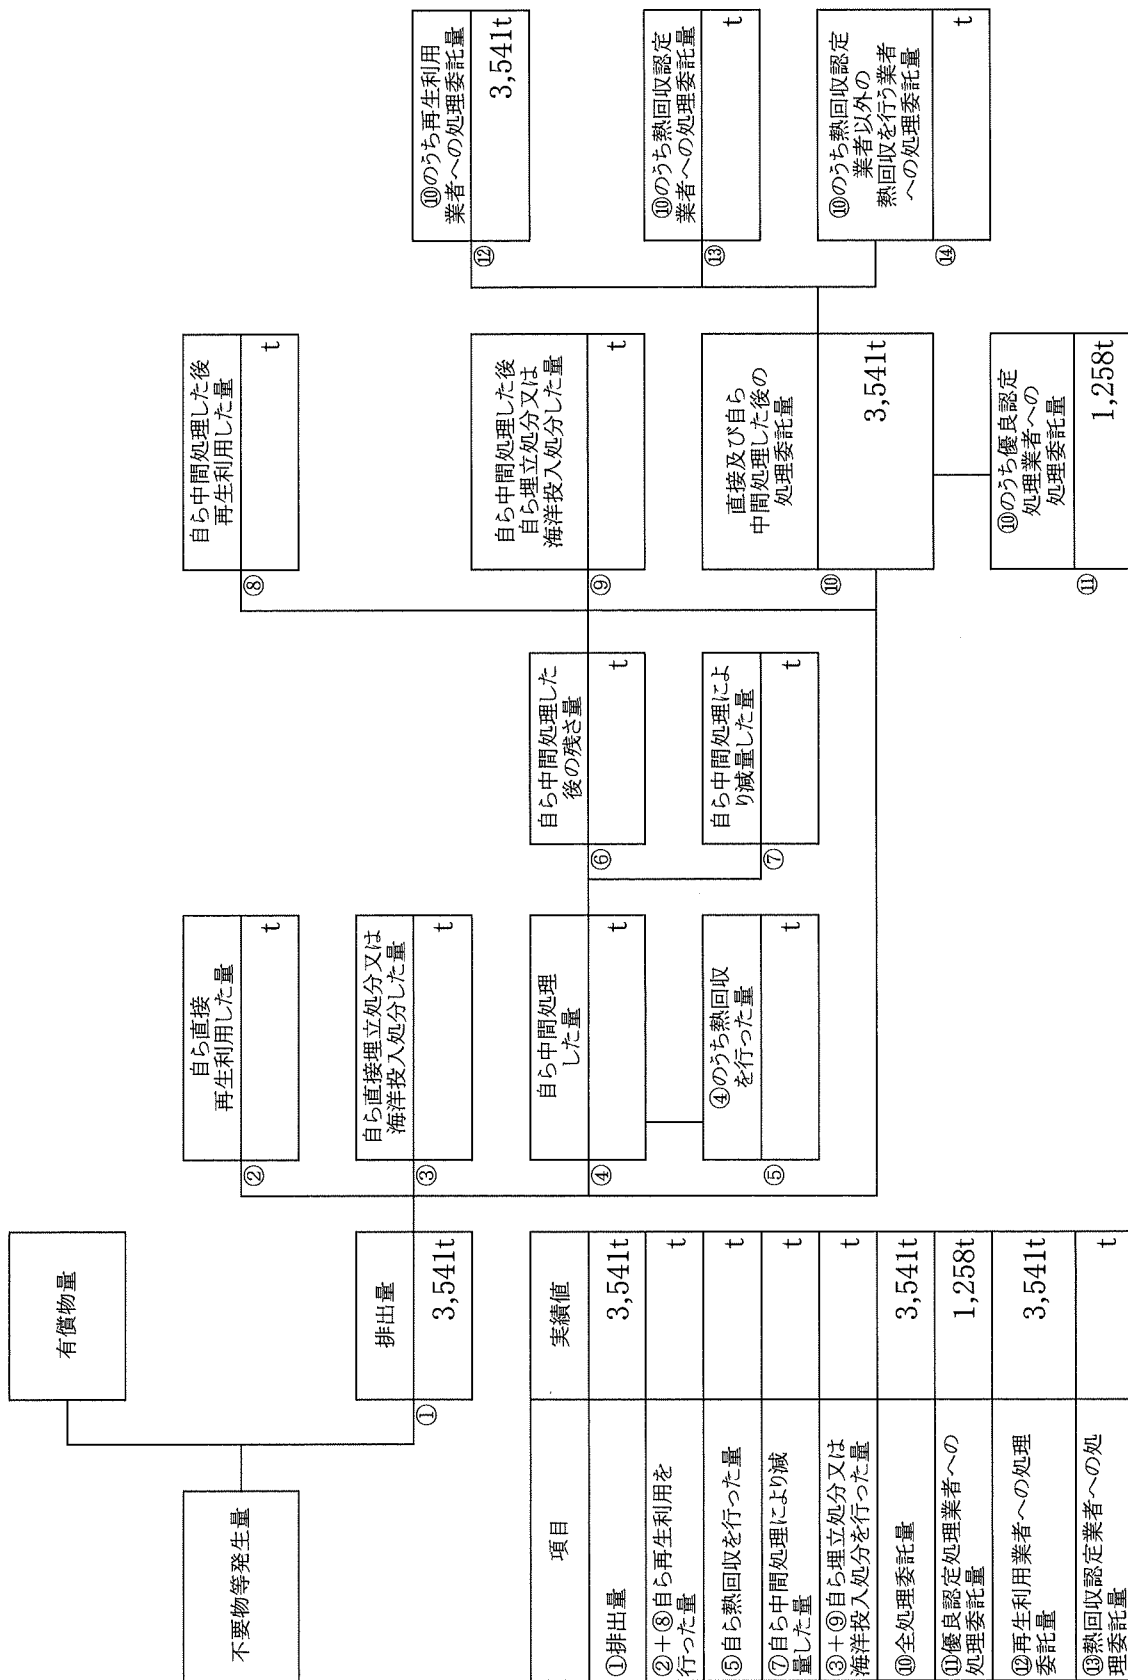 不要物等発生量
有償物量
①
排出量
3,541t
②
自ら直接
再生利用した量
t
③
自ら直接埋立処分又は
海洋投入処分した量
t
④
自ら中間処理
した量
t
⑤
④のうち熱回収
を行った量
t
⑥
自ら中間処理した
後の残さ量
t
⑦
自ら中間処理によ
り減量した量
t
⑧
自ら中間処理した後
再生利用した量
t
⑨
自ら中間処理した後
自ら埋立処分又は
海洋投入処分した量
t
⑩
直接及び自ら
中間処理した後の
処理委託量
3,541t
⑪
⑩のうち優良認定
処理業者への
処理委託量
1,258t
⑫
⑩のうち再生利用
業者への処理委託量
3,541t
⑬
⑩のうち熱回収認定
業者への処理委託量
t
⑭
⑩のうち熱回収認定
業者以外の
熱回収を行う業者
への処理委託量
t
項目 実績値
①排出量 3,541t
②+⑧自ら再生利用を
行った量 t
⑤自ら熱回収を行った量 t
⑦自ら中間処理により減
量した量 t
③+⑨自ら埋立処分又は
海洋投入処分を行った量 t
⑩全処理委託量 3,541t
⑪優良認定処理業者への
処理委託量 1,258t
⑫再生利用業者への処理
委託量 3,541t
⑬熱回収認定業者への処
理委託量 t